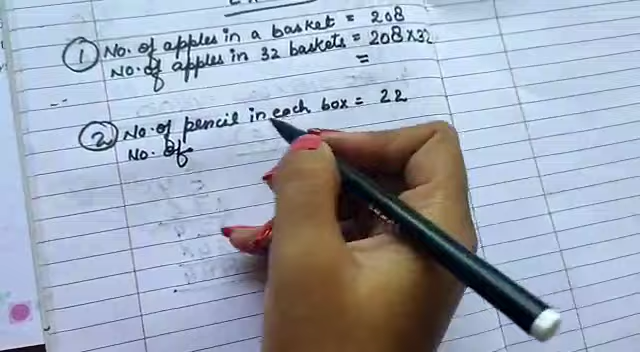 ① No. of apples in a basket = 208
No. of apples in 32 baskets = 208×32
=
② No. of pencil in each box = 22
No. of